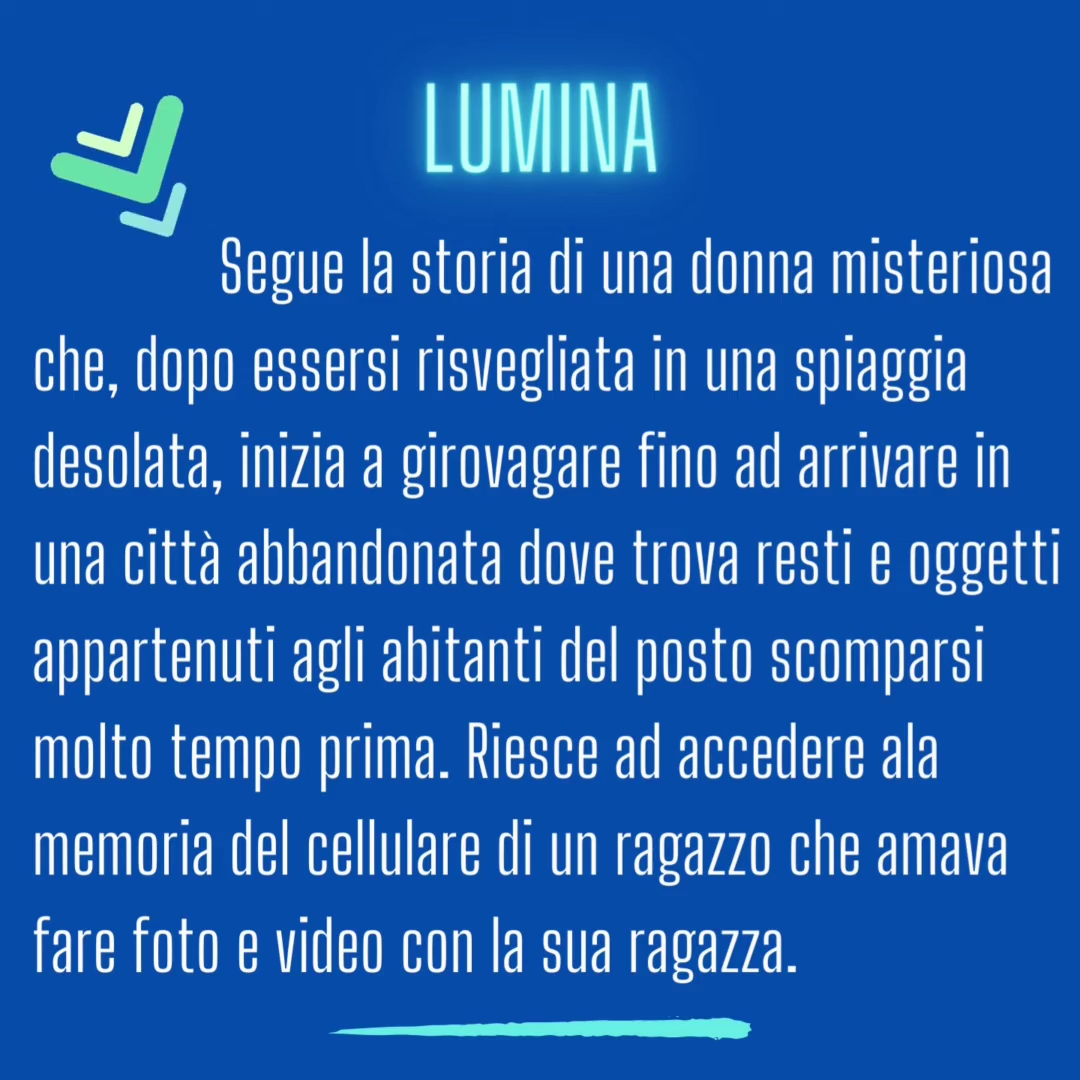 LUMINA
Segue la storia di una donna misteriosa
che, dopo essersi risvegliata in una spiaggia
desolata, inizia a girovagare fino ad arrivare in
una città abbandonata dove trova resti e oggetti
appartenuti agli abitanti del posto scomparsi
molto tempo prima. Riesce ad accedere ala
memoria del cellulare di un ragazzo che amava
fare foto e video con la sua ragazza.